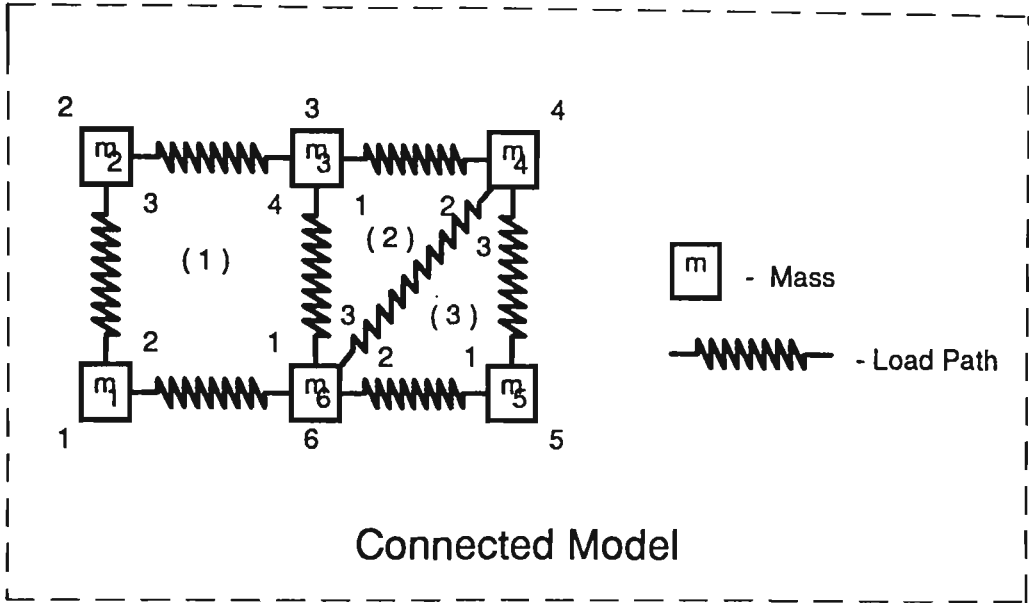 2 3 4
m2 m3 m4
3 4 1 2
(1) (2) 3
m - Mass
3 (3)
2 1 2 1
- Load Path
m1 m6 m5
1 6 5
Connected Model